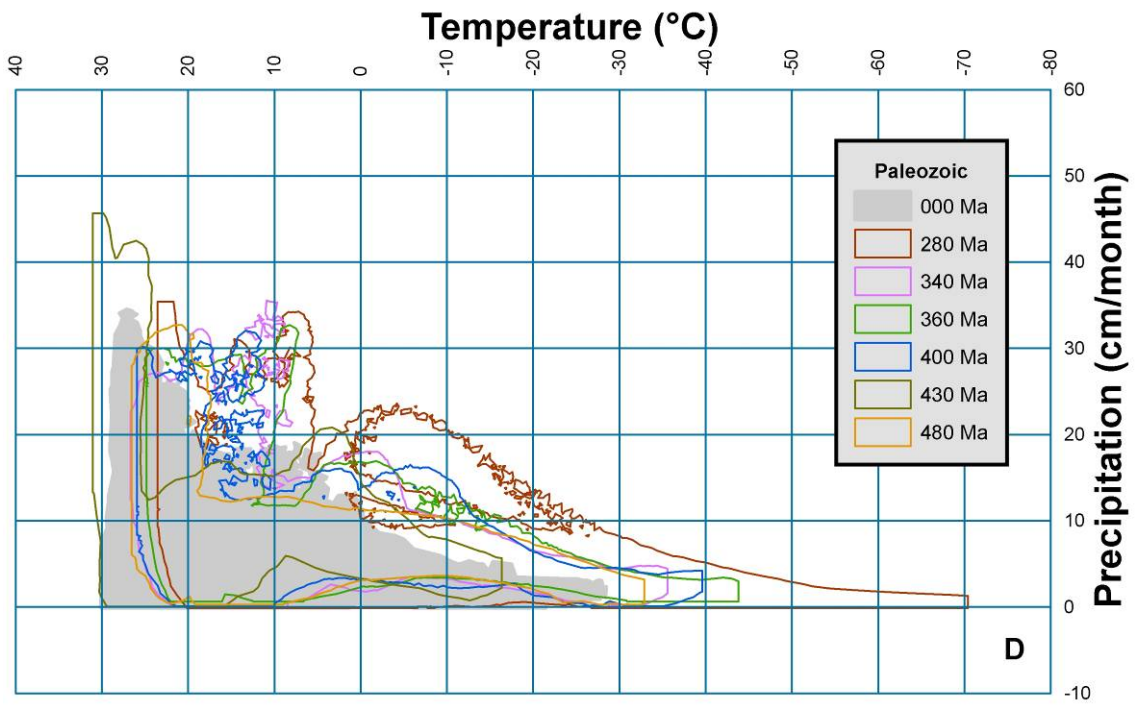 Temperature (°C)
40 30 20 10 0 -10 -20 -30 -40 -50 -60 -70 -80
60
50
40
30
20
10
0
-10
Precipitation (cm/month)
Paleozoic
000 Ma
280 Ma
340 Ma
360 Ma
400 Ma
430 Ma
480 Ma
D